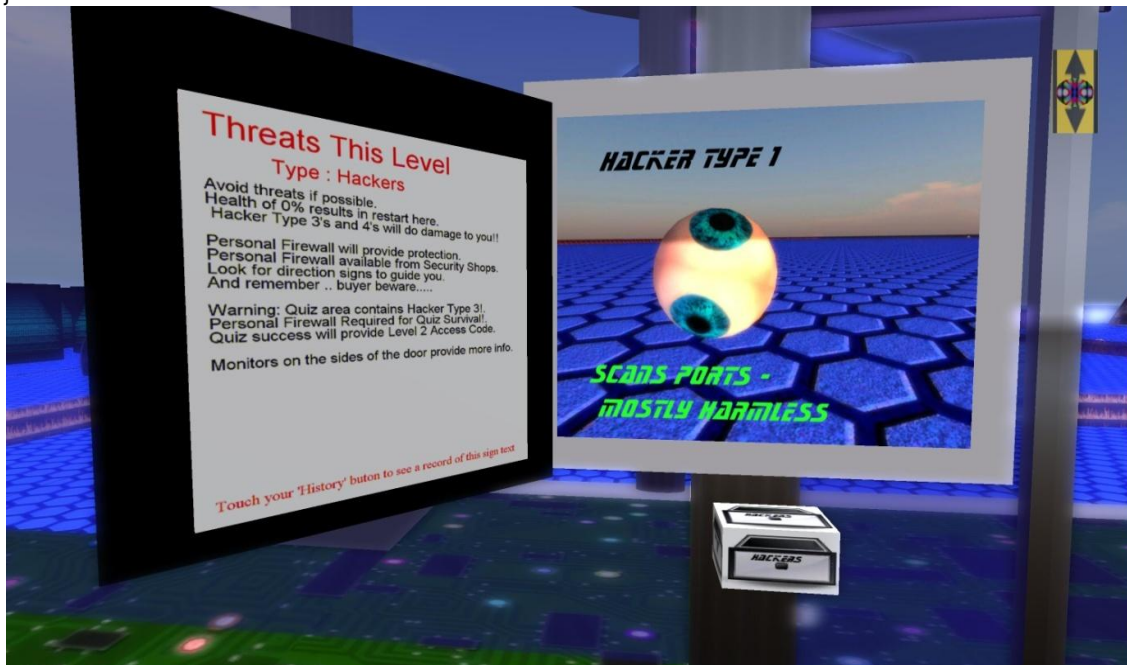 j
Threats This Level
Type : Hackers
Avoid threats if possible.
Health of 0% results in restart here.
Hacker Type 3's and 4's will do damage to you!!
Personal Firewall will provide protection.
Personal Firewall available from Security Shops.
Look for direction signs to guide you.
And remember .. buyer beware.....
Warning: Quiz area contains Hacker Type 3!.
Personal Firewall Required for Quiz Survival!.
Quiz success will provide Level 2 Access Code.
Monitors on the sides of the door provide more info.
Touch your 'History' buton to see a record of this sign text
HACKER TYPE 1
SCANS PORTS -
MOSTLY HARMLESS
HACKERS
HACKERS